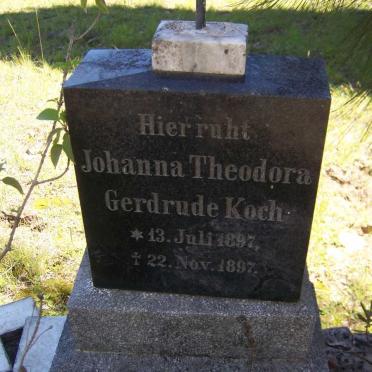 Hier ruht
Johanna Theodora
Gerdrude Koch
* 13. Juli 1897,
† 22. Nov. 1897.